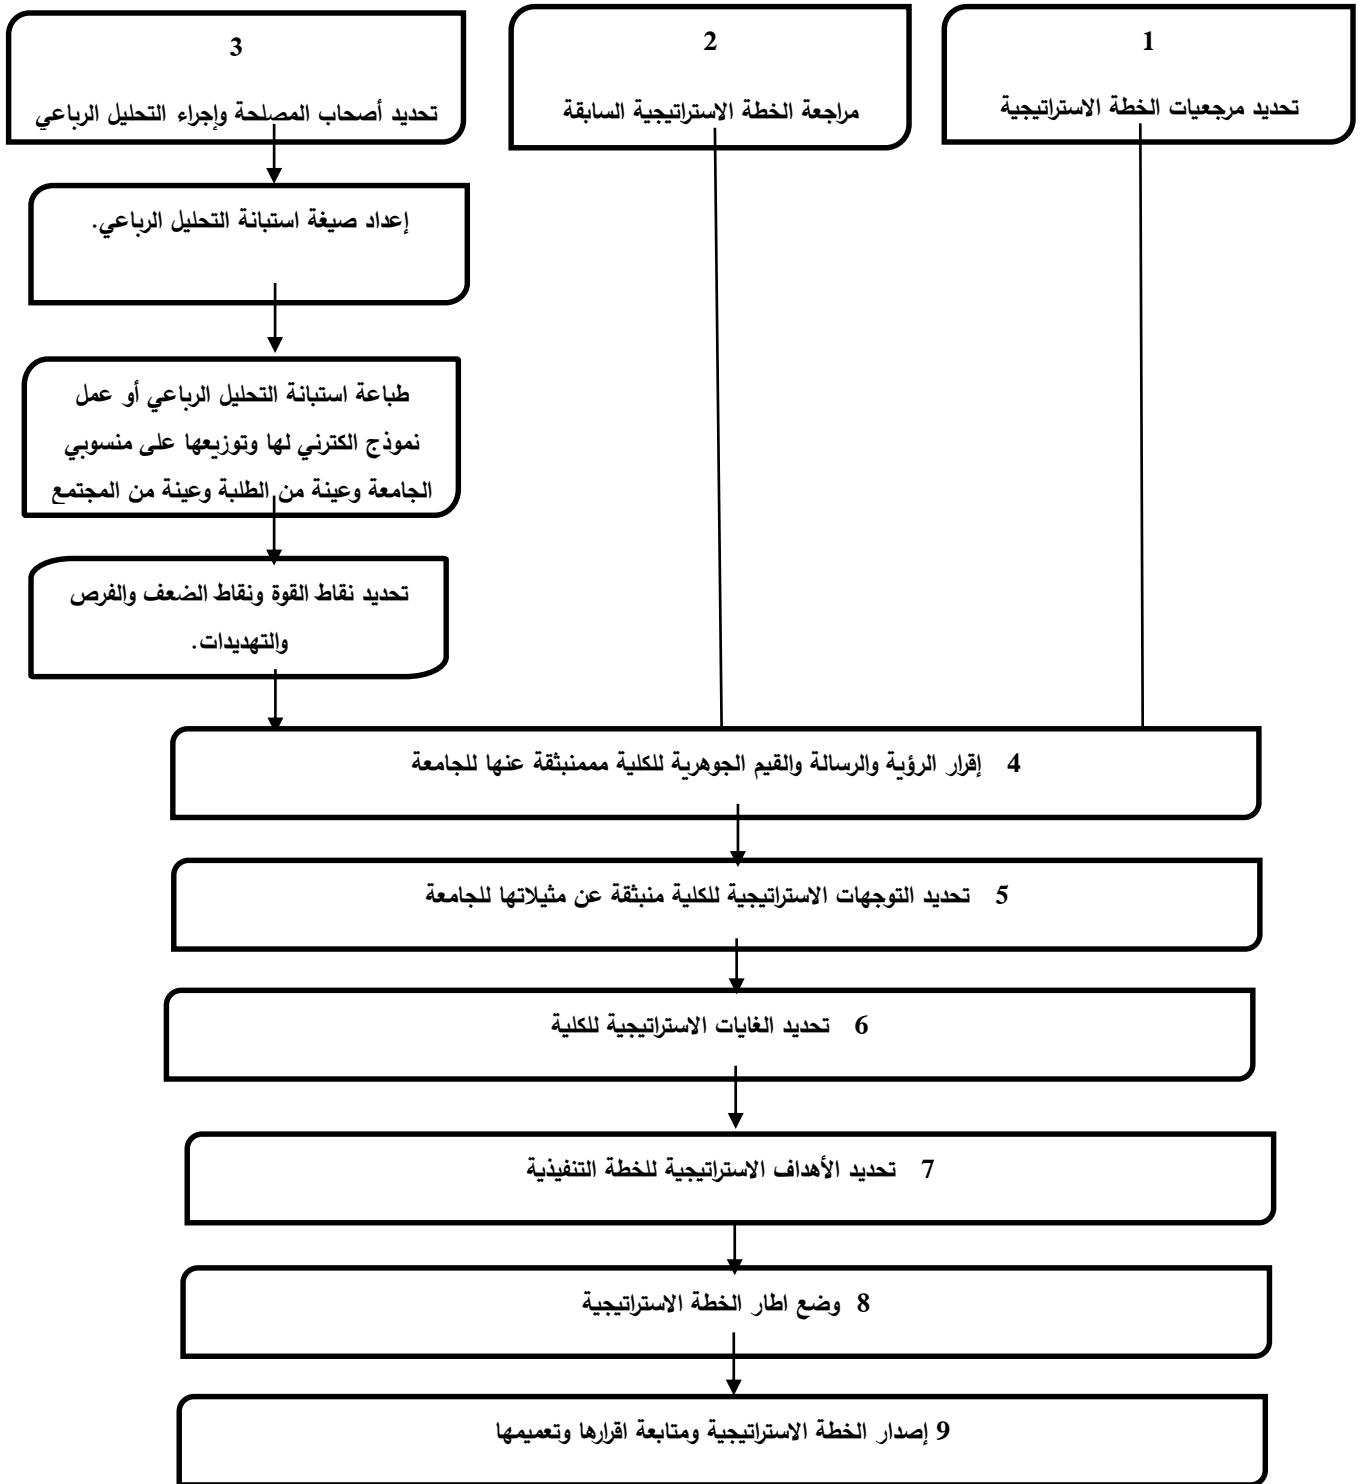 1
تحديد مرجعيات الخطة الاستراتيجية
2
مراجعة الخطة الاستراتيجية السابقة
3
تحديد أصحاب المصلحة وإجراء التحليل الرباعي
إعداد صيغة استبانة التحليل الرباعي.
طباعة استبانة التحليل الرباعي أو عمل
نموذج الكترني لها وتوزيعها على منسوبي
الجامعة وعينة من الطلبة وعينة من المجتمع
تحديد نقاط القوة ونقاط الضعف والفرص
والتهديدات.
4 إقرار الرؤية والرسالة والقيم الجوهرية للكلية مممنبثقة عنها للجامعة
5 تحديد التوجهات الاستراتيجية للكلية منبثقة عن مثيلاتها للجامعة
6 تحديد الغايات الاستراتيجية للكلية
7 تحديد الأهداف الاستراتيجية للخطة التنفيذية
8 وضع اطار الخطة الاستراتيجية
9 إصدار الخطة الاستراتيجية ومتابعة اقرارها وتعميمها